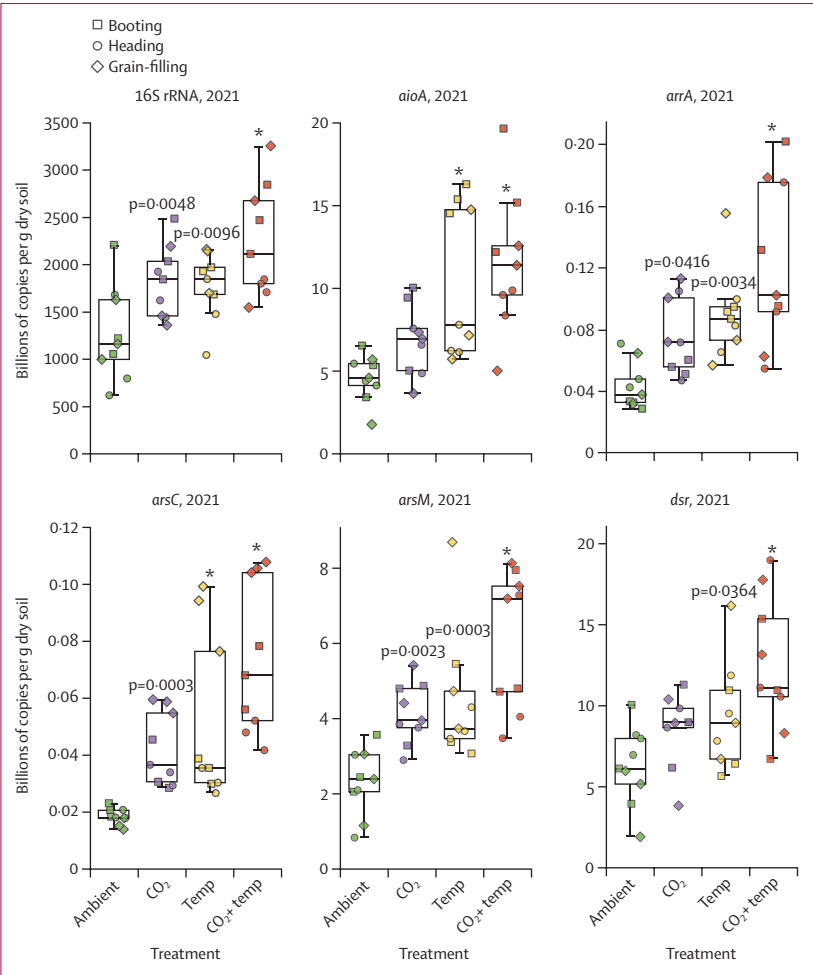 Booting
Heading
Grain-filling
16S rRNA, 2021
aioA, 2021
arrA, 2021
Billions of copies per g dry soil
3500
3000
2500
2000
1500
1000
500
0
p=0·0048
p=0·0096
*
20
15
10
5
0
*
*
0·20
0·16
0·12
0·08
0·04
0
p=0·0416
p=0·0034
*
arsC, 2021
arsM, 2021
dsr, 2021
Billions of copies per g dry soil
0·12
0·10
0·08
0·06
0·04
0·02
0
p=0·0003
*
*
8
6
4
2
0
p=0·0023
p=0·0003
*
20
15
10
5
0
p=0·0364
*
Ambient
CO₂
Temp
CO₂+ temp
Ambient
CO₂
Temp
CO₂+ temp
Ambient
CO₂
Temp
CO₂+ temp
Treatment
Treatment
Treatment